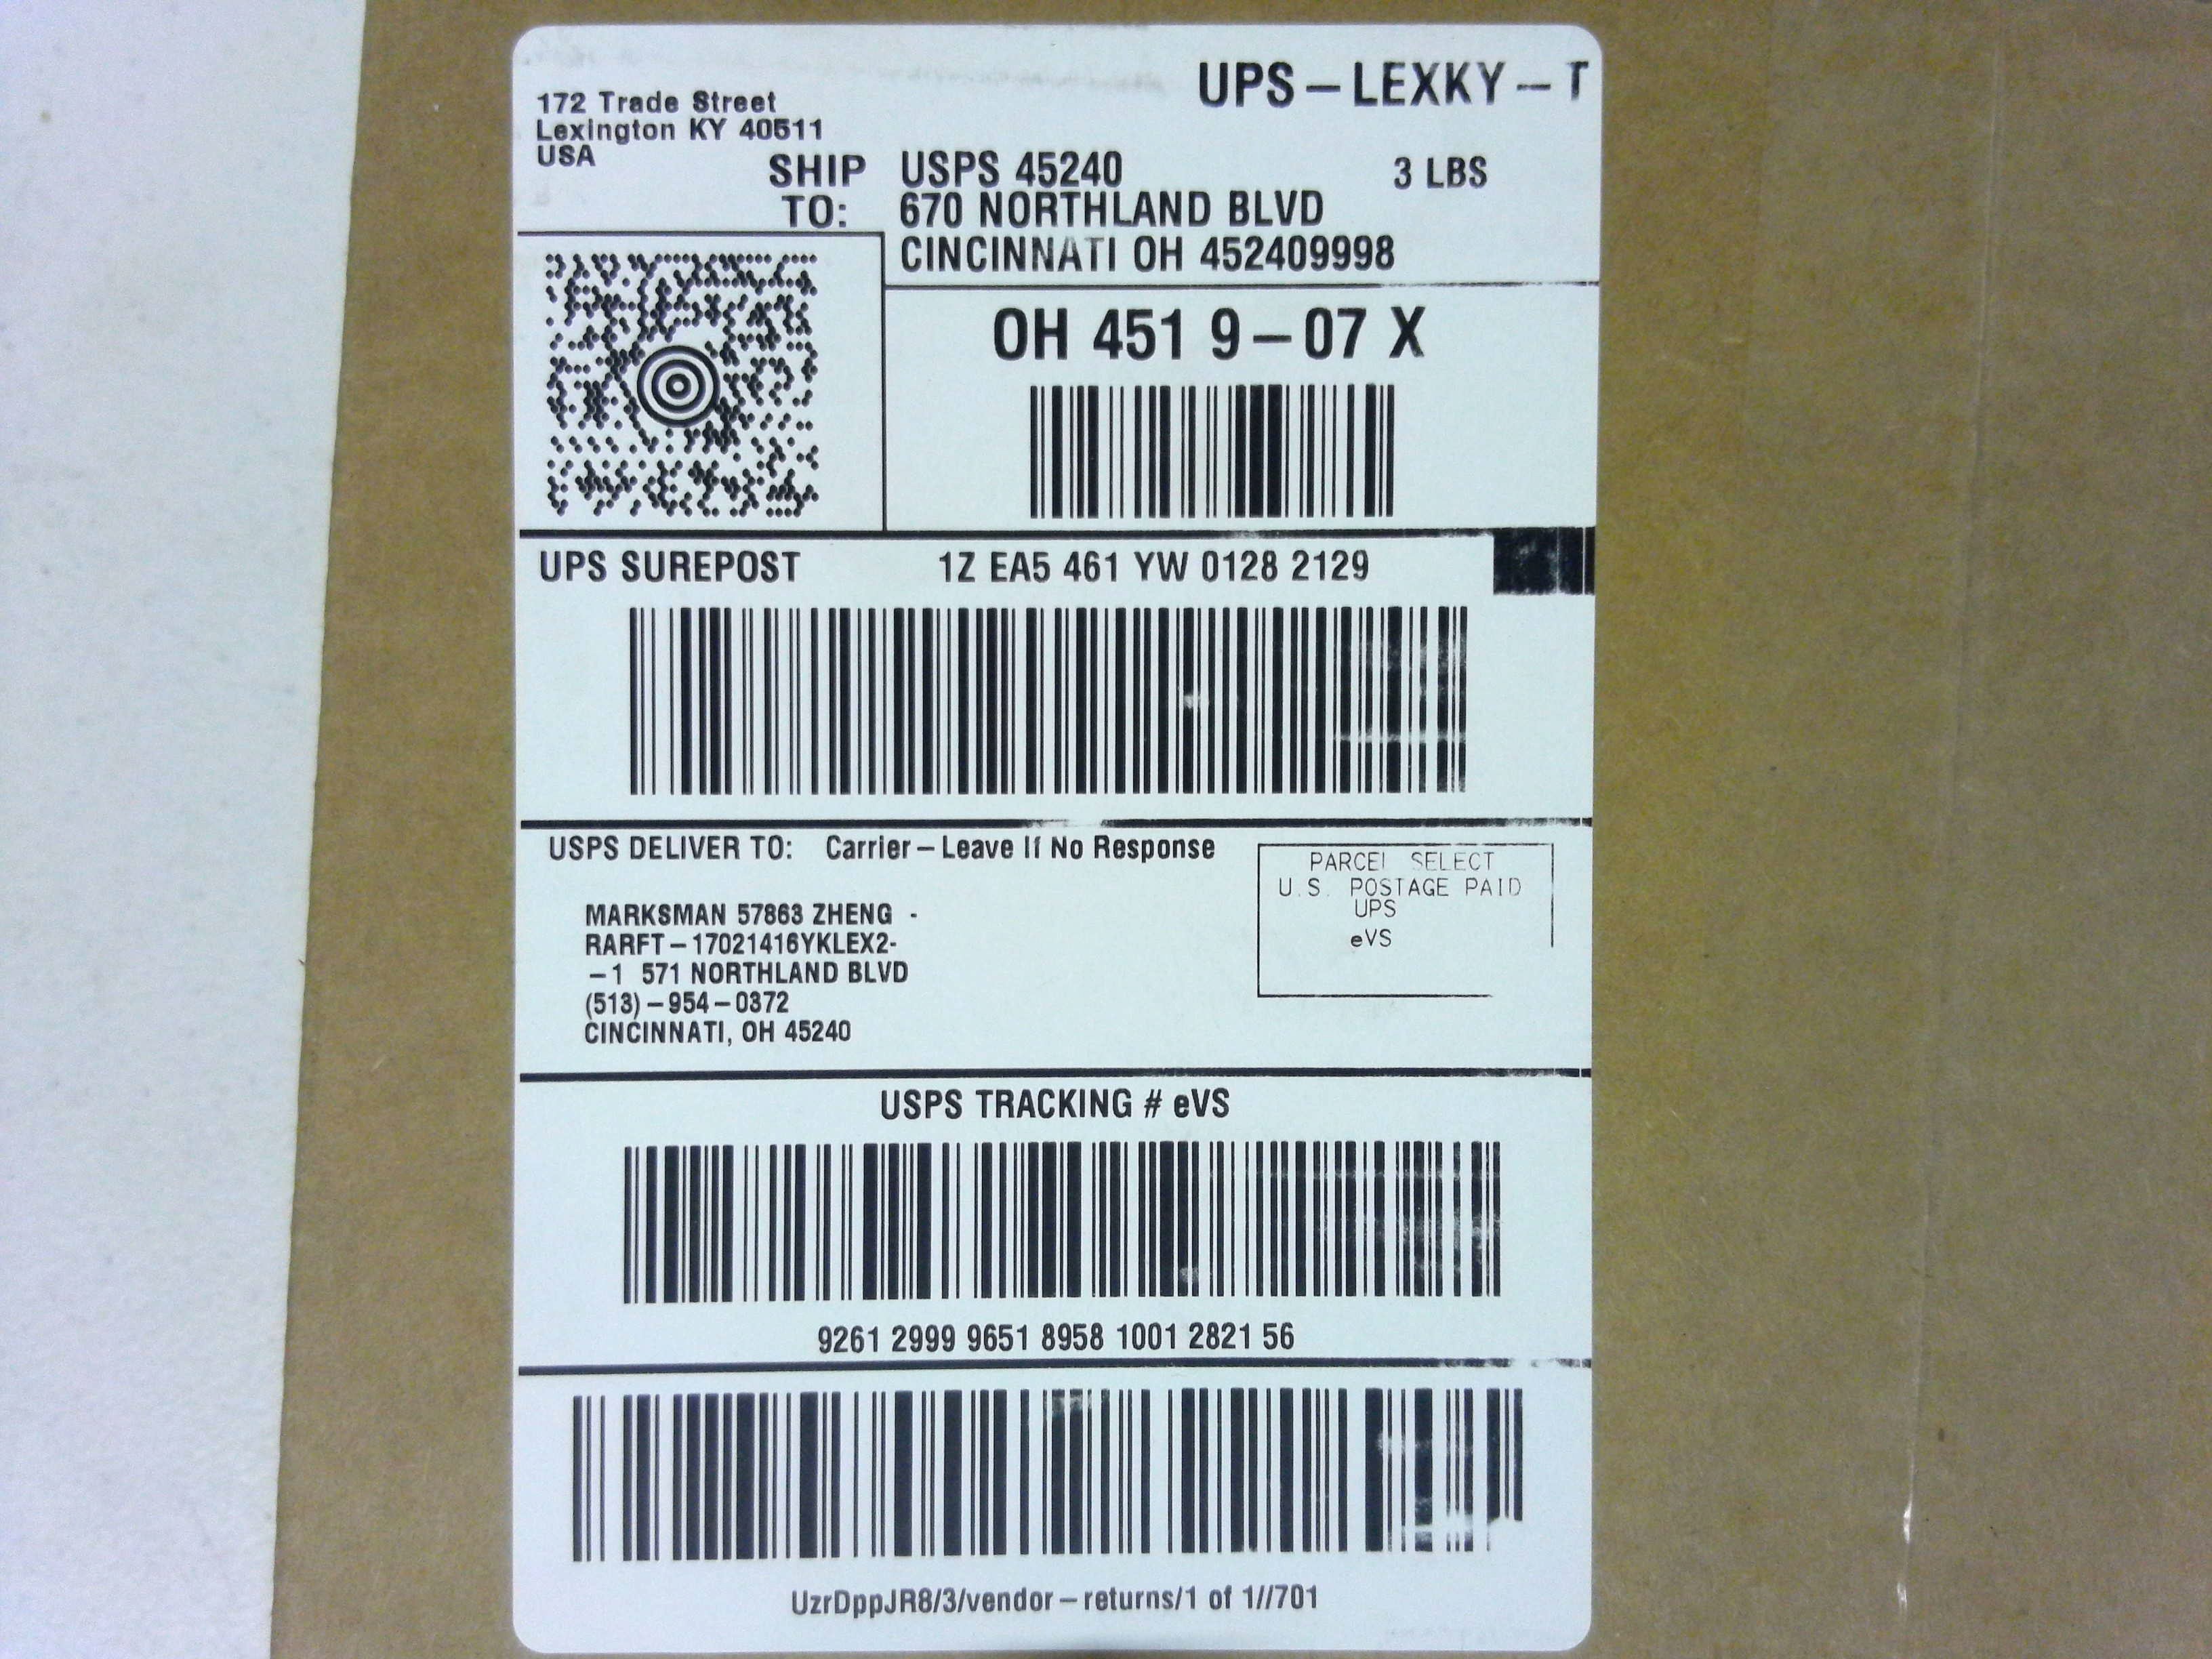 UPS – LEXKY – T
172 Trade Street
Lexington KY 40511
USA
SHIP TO:
USPS 45240
3 LBS
670 NORTHLAND BLVD
CINCINNATI OH 452409998
OH 451 9 – 07 X
UPS SUREPOST
1Z EA5 461 YW 0128 2129
USPS DELIVER TO: Carrier – Leave If No Response
PARCEL SELECT
U.S. POSTAGE PAID
UPS
eVS
MARKSMAN 57863 ZHENG -
RARFT – 17021416YKLEX2-
– 1 571 NORTHLAND BLVD
(513) – 954 – 0372
CINCINNATI, OH 45240
USPS TRACKING # eVS
9261 2999 9651 8958 1001 2821 56
UzrDppJR8/3/vendor – returns/1 of 1//701